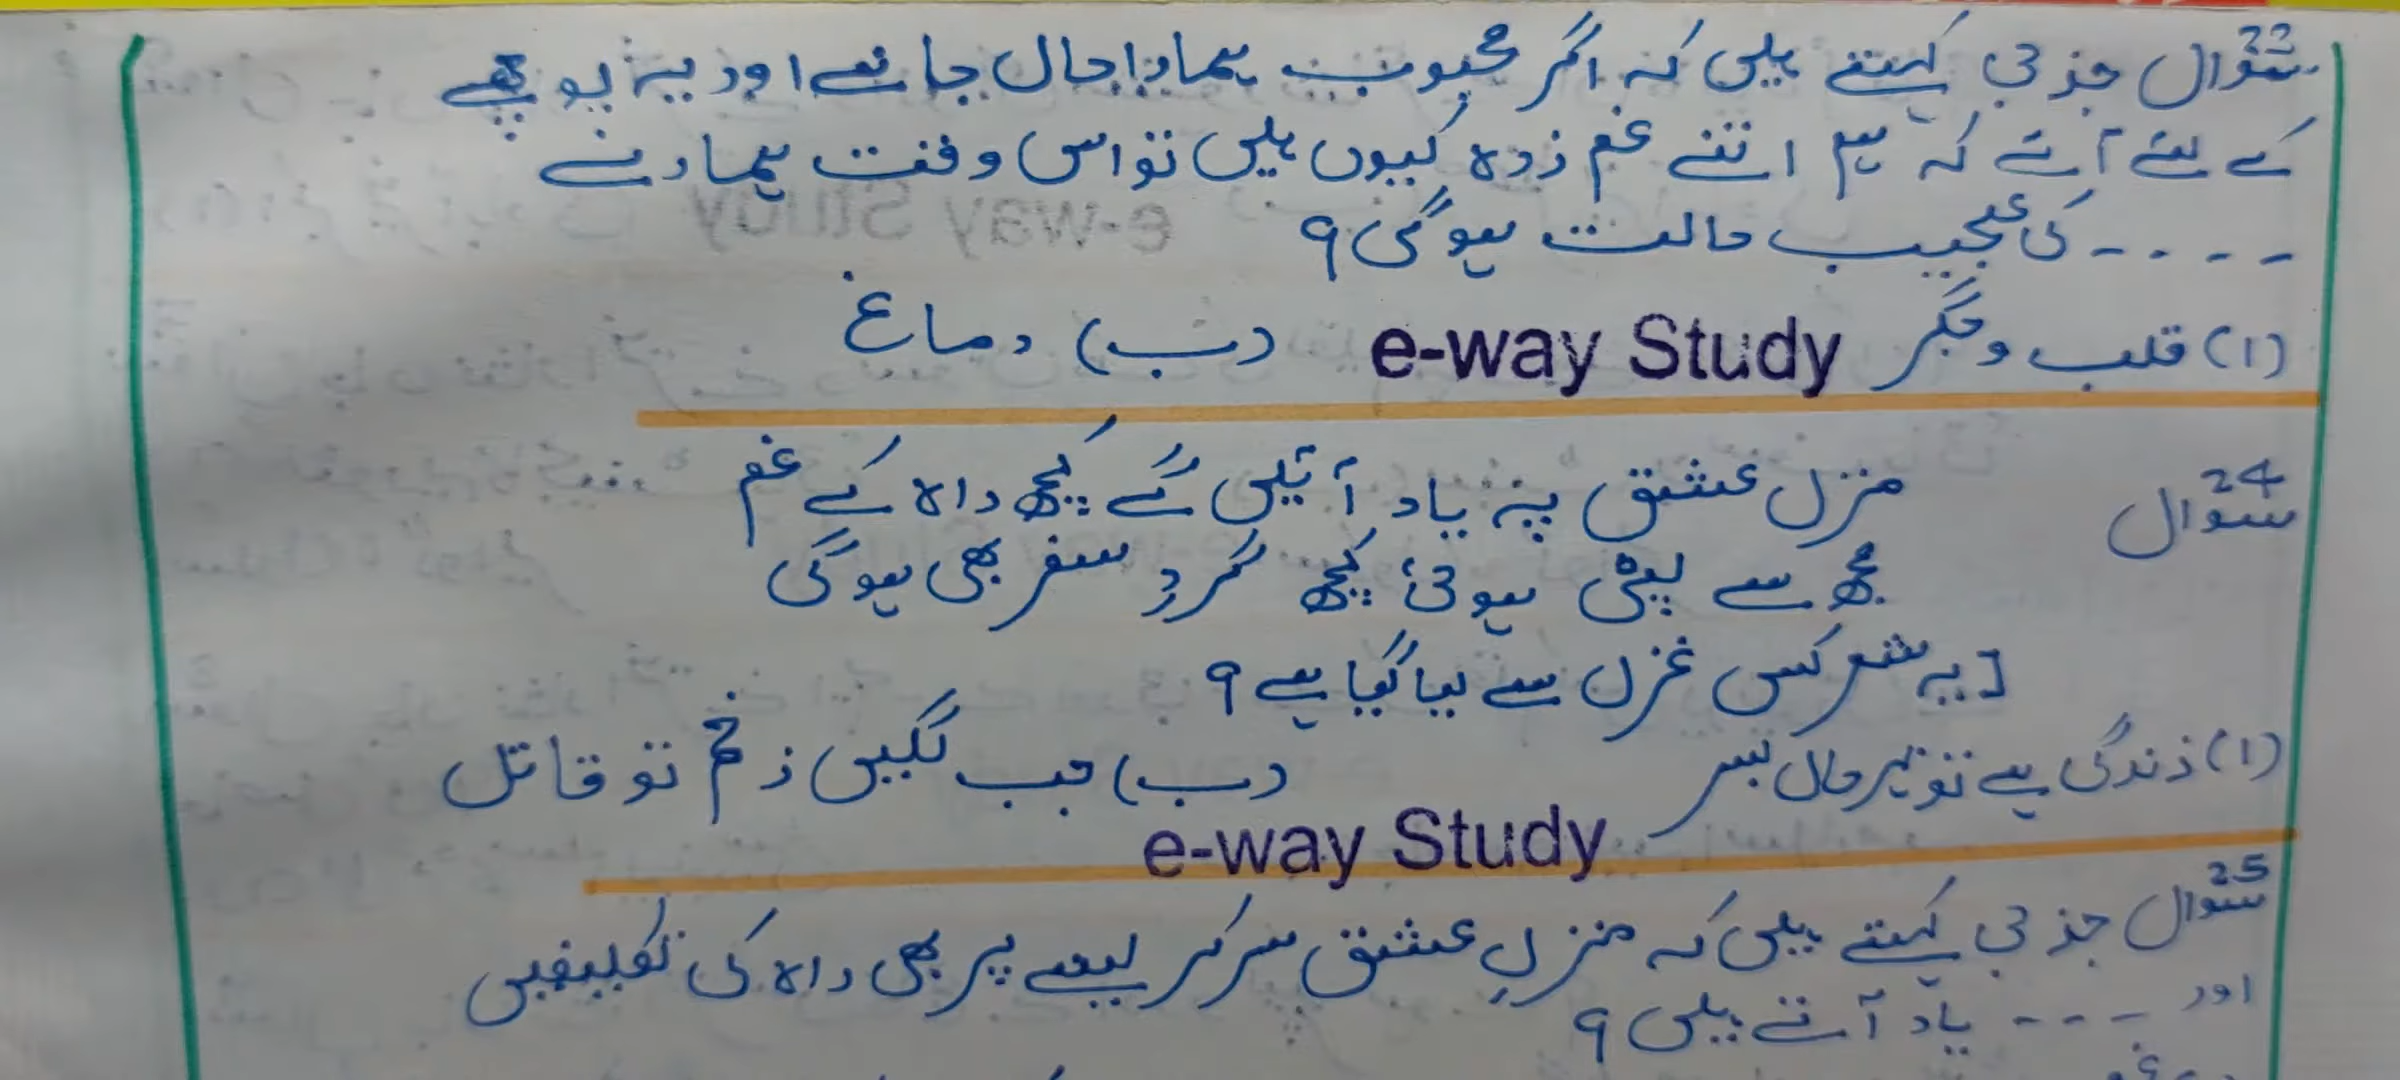 سوال 23 جذبی کہتے ہیں کہ اگر محبوب ہمارا حال جاننے اور یہ پوچھنے
کے لئے آئے کہ ہم اتنے غم زدہ کیوں ہیں تو اس وقت ہمارے
---- کی عجیب حالت ہوگی؟
(ا) قلب وجگر e-way Study (ب) دماغ
سوال 24 منزل عشق پہ یاد آئیں گے کچھ راہ کے غم
مجھ سے لپٹی ہوئی کچھ گردِ سفر بھی ہوگی
[یہ شعر کس غزل سے لیا گیا ہے؟
(ا) زندگی ہے تو بہرحال بسر (ب) جب لگیں زخم تو قاتل
e-way Study
سوال 25 جذبی کہتے ہیں کہ منزلِ عشق سر کر لینے پر بھی راہ کی تکلیفیں
اور --- یاد آتے ہیں؟